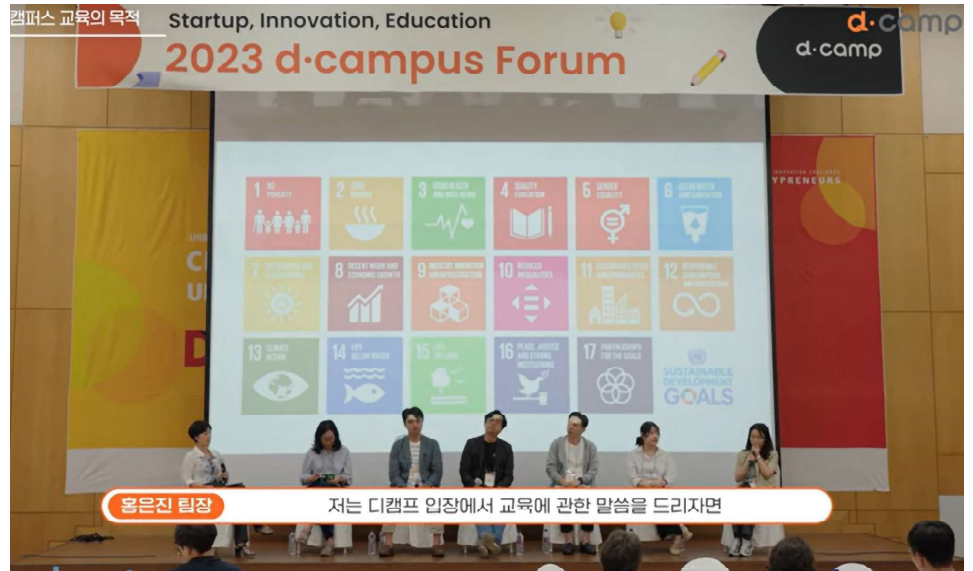 캠퍼스 교육의 목적
Startup, Innovation, Education
2023 d·campus Forum
d·camp
d·camp
YPRENEURS
1 NO
POVERTY
2 ZERO
HUNGER
3 GOOD HEALTH
AND WELL-BEING
4 QUALITY
EDUCATION
5 GENDER
EQUALITY
6 CLEAN WATER
AND SANITATION
7
8 DECENT WORK AND
ECONOMIC GROWTH
9 INDUSTRY, INNOVATION
AND INFRASTRUCTURE
10 REDUCED
INEQUALITIES
11 SUSTAINABLE CITIES
AND COMMUNITIES
12 RESPONSIBLE
CONSUMPTION
AND PRODUCTION
13 CLIMATE
ACTION
14 LIFE
BELOW WATER
15 LIFE
ON LAND
16 PEACE, JUSTICE
AND STRONG
INSTITUTIONS
17 PARTNERSHIPS
FOR THE GOALS
SUSTAINABLE
DEVELOPMENT
GOALS
홍은진 팀장
저는 디캠프 입장에서 교육에 관한 말씀을 드리자면